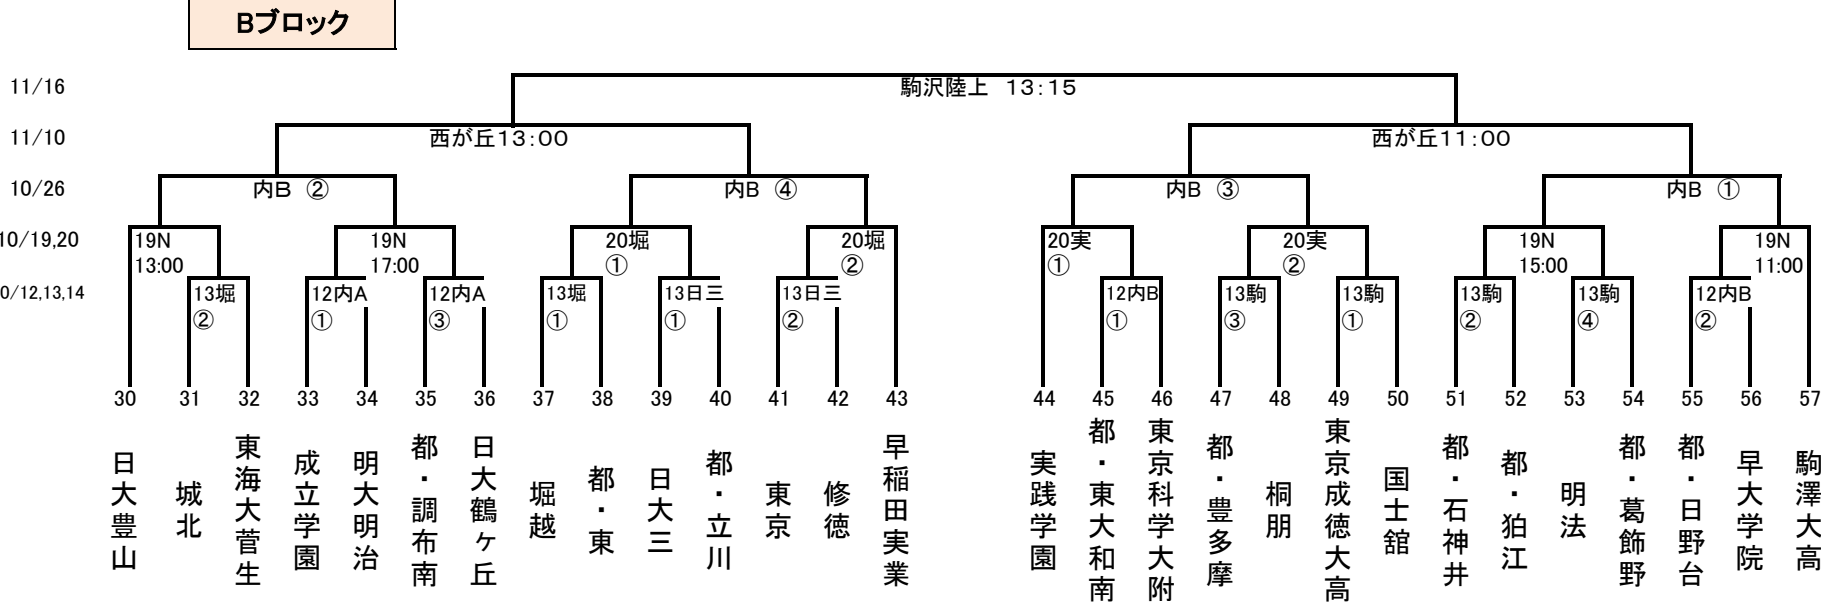 Bブロック
11/16
駒沢陸上 13:15
11/10
西が丘13:00
西が丘11:00
10/26
内B ②
内B ④
内B ③
内B ①
10/19,20
19N
13:00
19N
17:00
20堀
①
20堀
②
20実
①
20実
②
19N
15:00
19N
11:00
0/12,13,14
13堀
②
12内A
①
12内A
③
13堀
①
13日三
①
13日三
②
12内B
①
13駒
③
13駒
①
13駒
②
13駒
④
12内B
②
30 31 32 33 34 35 36 37 38 39 40 41 42 43 44 45 46 47 48 49 50 51 52 53 54 55 56 57
日大豊山
城北
東海大菅生
成立学園
明大明治
都・調布南
日大鶴ヶ丘
堀越
都・東
日大三
都・立川
東京
修徳
早稲田実業
実践学園
都・東大和南
東京科学大附
都・豊多摩
桐朋
東京成徳大高
国士舘
都・石神井
都・狛江
明法
都・葛飾野
都・日野台
早大学院
駒澤大高